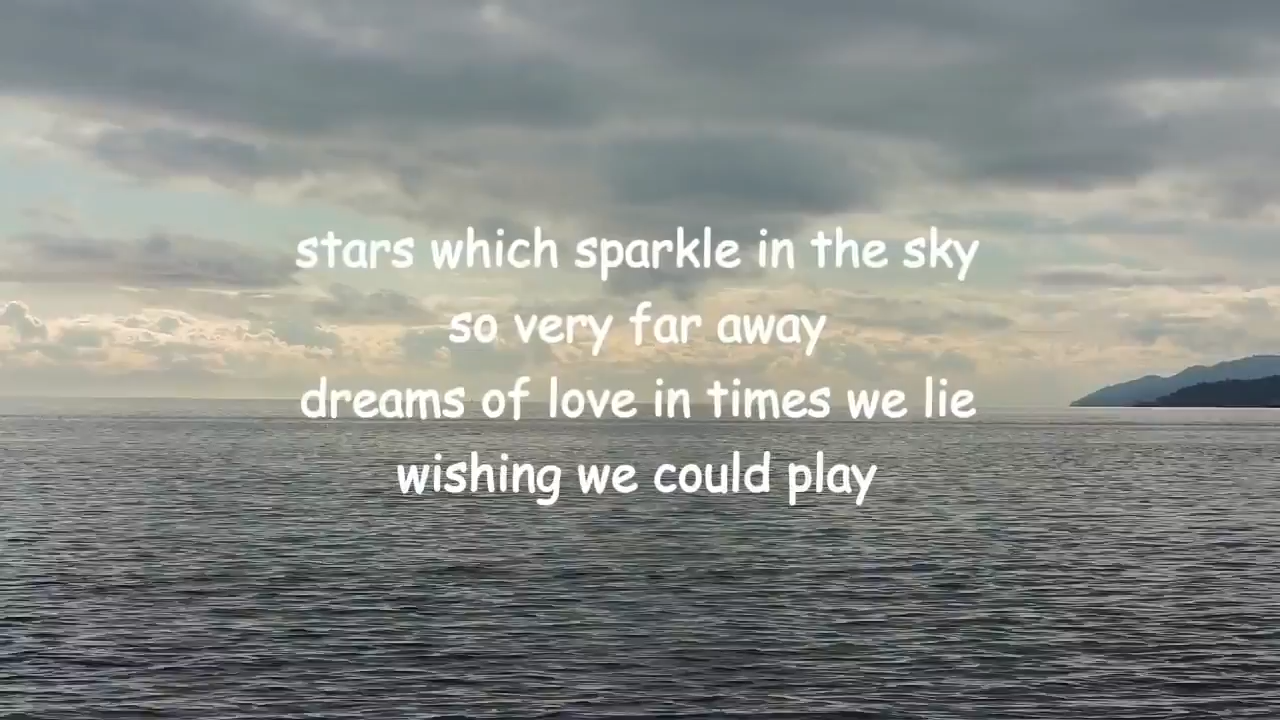 stars which sparkle in the sky
so very far away
dreams of love in times we lie
wishing we could play